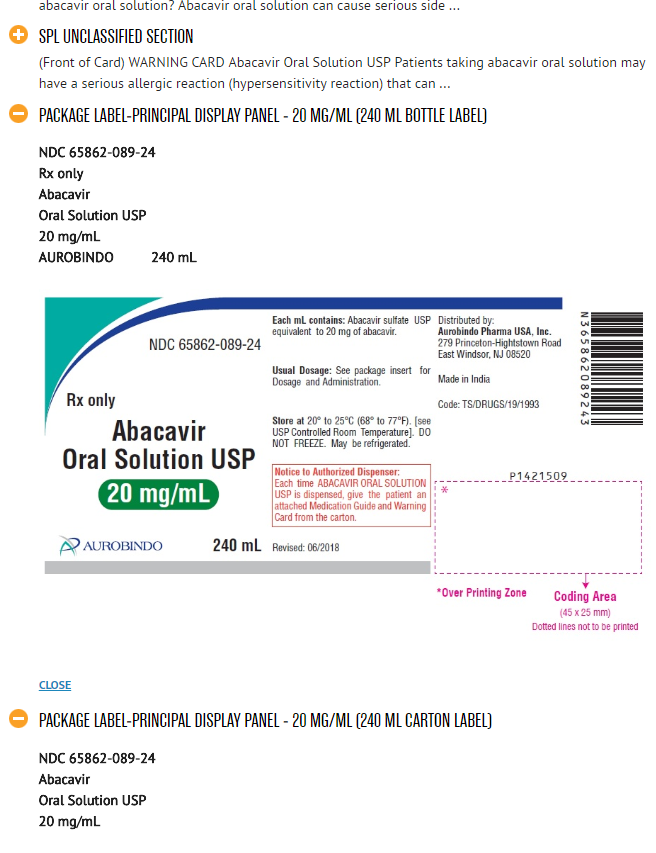 abacavir oral solution? Abacavir oral solution can cause serious side ...
SPL UNCLASSIFIED SECTION
(Front of Card) WARNING CARD Abacavir Oral Solution USP Patients taking abacavir oral solution may
have a serious allergic reaction (hypersensitivity reaction) that can ...
PACKAGE LABEL-PRINCIPAL DISPLAY PANEL - 20 MG/ML (240 ML BOTTLE LABEL)
NDC 65862-089-24
Rx only
Abacavir
Oral Solution USP
20 mg/mL
AUROBINDO 240 mL
NDC 65862-089-24
Rx only
Abacavir
Oral Solution USP
20 mg/mL
AUROBINDO 240 mL
Each mL contains: Abacavir sulfate USP
equivalent to 20 mg of abacavir.
Usual Dosage: See package insert for
Dosage and Administration.
Store at 20° to 25°C (68° to 77°F). [see
USP Controlled Room Temperature]. DO
NOT FREEZE. May be refrigerated.
Notice to Authorized Dispenser:
Each time ABACAVIR ORAL SOLUTION
USP is dispensed, give the patient an
attached Medication Guide and Warning
Card from the carton.
Revised: 06/2018
Distributed by:
Aurobindo Pharma USA, Inc.
279 Princeton-Hightstown Road
East Windsor, NJ 08520
Made in India
Code: TS/DRUGS/19/1993
N365862089243
P1421509
*
*Over Printing Zone
Coding Area
(45 x 25 mm)
Dotted lines not to be printed
CLOSE
PACKAGE LABEL-PRINCIPAL DISPLAY PANEL - 20 MG/ML (240 ML CARTON LABEL)
NDC 65862-089-24
Abacavir
Oral Solution USP
20 mg/mL